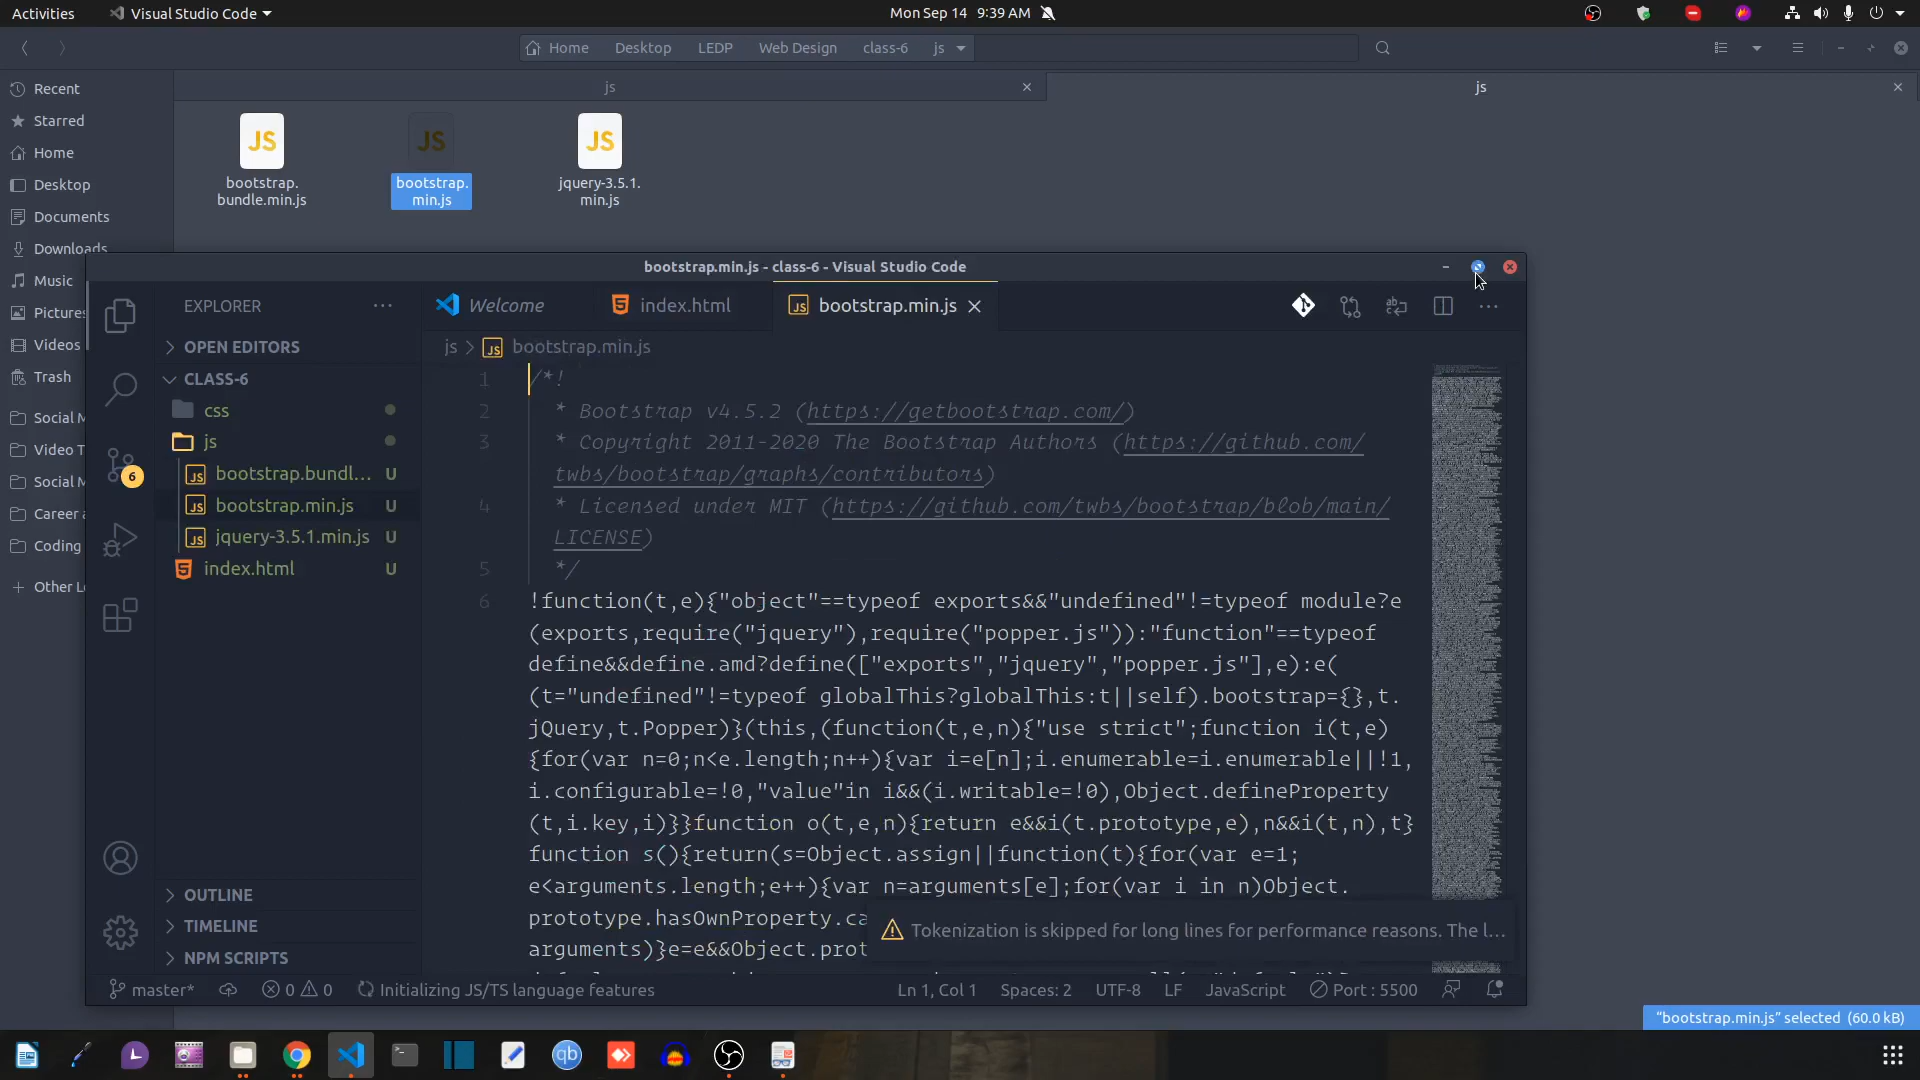 Activities
Visual Studio Code
Mon Sep 14 9:39 AM
Home Desktop LEDP Web Design class-6 js
js
js
Recent
Starred
Home
Desktop
Documents
Downloads
Music
Pictures
Videos
Trash
Social M
Video T
Social M
Career a
Coding
Other Lo
JS
bootstrap.
bundle.min.js
JS
bootstrap.
min.js
JS
jquery-3.5.1.
min.js
bootstrap.min.js - class-6 - Visual Studio Code
EXPLORER
OPEN EDITORS
CLASS-6
css
js
JS bootstrap.bundl... U
JS bootstrap.min.js U
JS jquery-3.5.1.min.js U
index.html U
6
OUTLINE
TIMELINE
NPM SCRIPTS
Welcome
index.html
JS bootstrap.min.js
js > JS bootstrap.min.js
1 /*!
2 * Bootstrap v4.5.2 (https://getbootstrap.com/)
3 * Copyright 2011-2020 The Bootstrap Authors (https://github.com/
twbs/bootstrap/graphs/contributors)
4 * Licensed under MIT (https://github.com/twbs/bootstrap/blob/main/
LICENSE)
5 */
6 !function(t,e){"object"==typeof exports&&"undefined"!=typeof module?e
(exports,require("jquery"),require("popper.js")):"function"==typeof
define&&define.amd?define(["exports","jquery","popper.js"],e):e(
(t="undefined"!=typeof globalThis?globalThis:t||self).bootstrap={},t.
jQuery,t.Popper)}(this,(function(t,e,n){"use strict";function i(t,e)
{for(var n=0;n<e.length;n++){var i=e[n];i.enumerable=i.enumerable||!1,
i.configurable=!0,"value"in i&&(i.writable=!0),Object.defineProperty
(t,i.key,i)}}function o(t,e,n){return e&&i(t.prototype,e),n&&i(t,n),t}
function s(){return(s=Object.assign||function(t){for(var e=1;
e<arguments.length;e++){var n=arguments[e];for(var i in n)Object.
prototype.hasOwnProperty.ca
arguments)}e=e&&Object.prot
Tokenization is skipped for long lines for performance reasons. The l...
master*
0 0
Initializing JS/TS language features
Ln 1, Col 1
Spaces: 2
UTF-8
LF
JavaScript
Port : 5500
"bootstrap.min.js" selected (60.0 kB)
qb